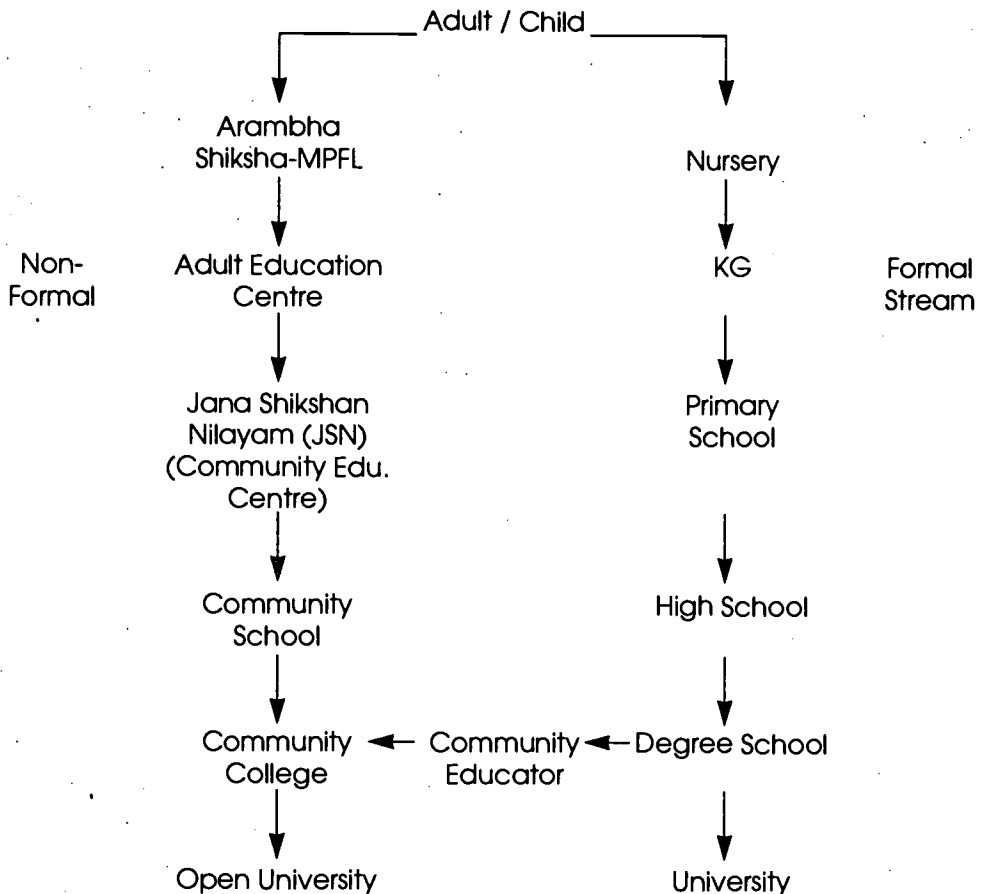 Adult / Child
Arambha
Shiksha-MPFL
Nursery
Non-
Formal
Adult Education
Centre
KG
Formal
Stream
Jana Shikshan
Nilayam (JSN)
(Community Edu.
Centre)
Primary
School
Community
School
High School
Community
College
Community
Educator
Degree School
Open University
University